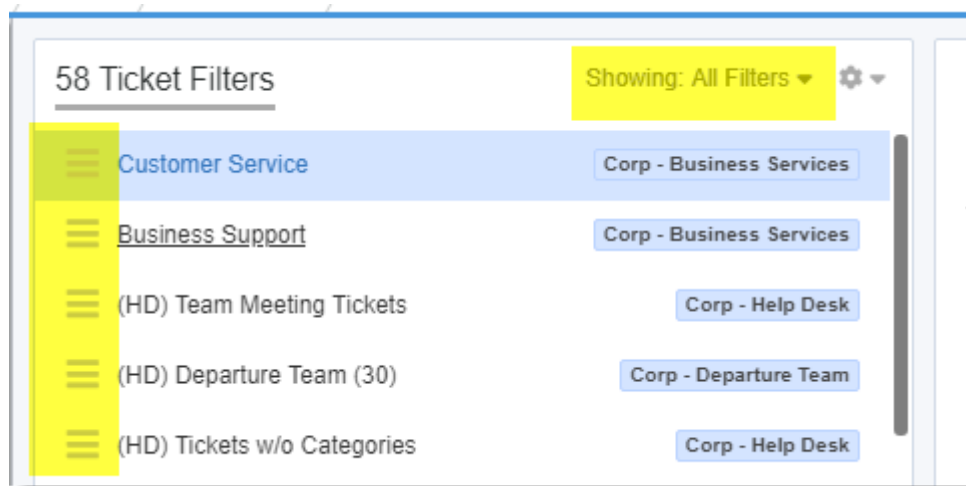 58 Ticket Filters Showing: All Filters
Customer Service Corp - Business Services
Business Support Corp - Business Services
(HD) Team Meeting Tickets Corp - Help Desk
(HD) Departure Team (30) Corp - Departure Team
(HD) Tickets w/o Categories Corp - Help Desk